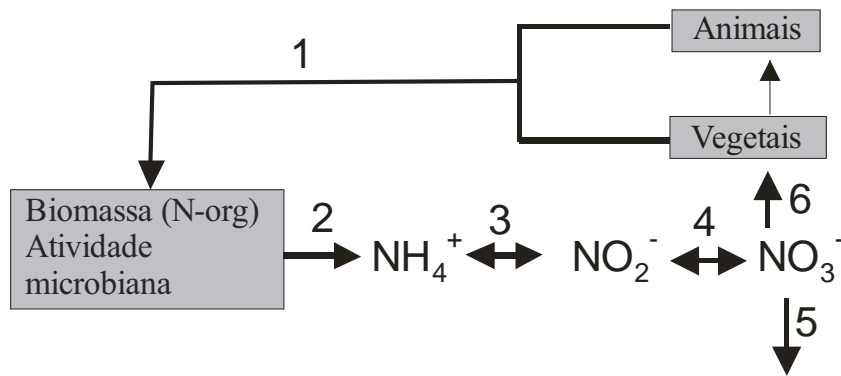 Animais
1
Vegetais
Biomassa (N-org)
Atividade
microbiana
2
NH₄⁺
3
NO₂⁻
4
NO₃⁻
6
5